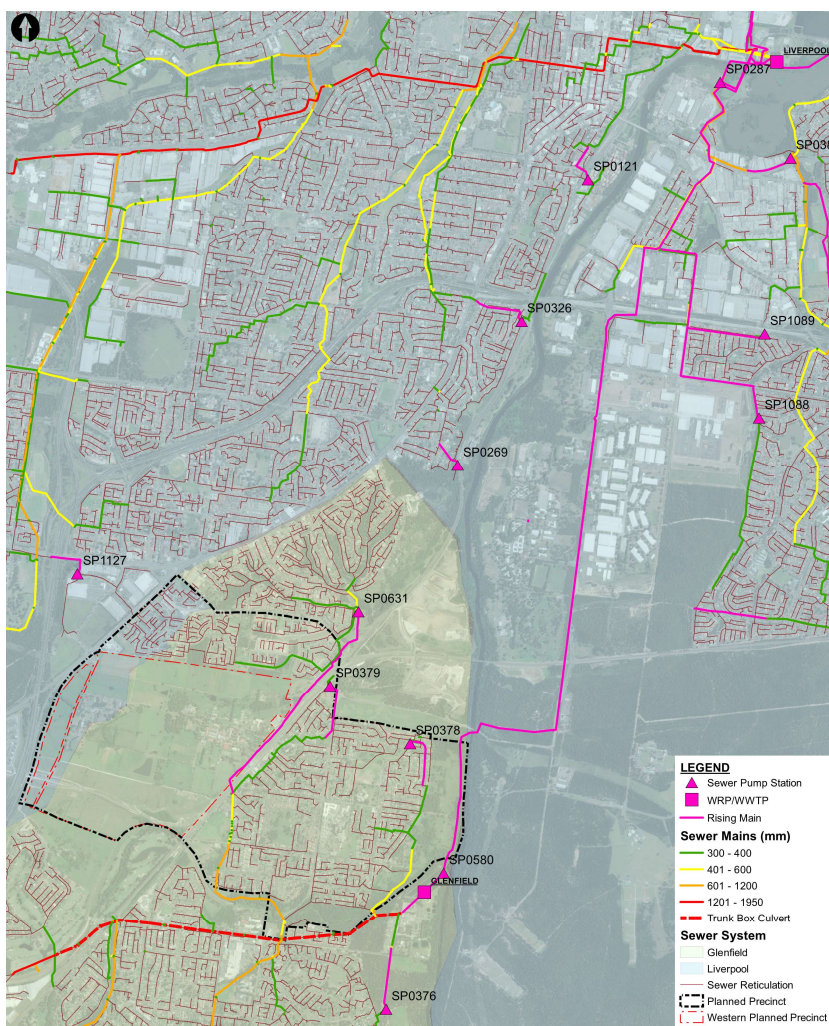 LIVERPOOL
SP0287
SP038
SP0121
SP0326
SP1089
SP1088
SP0269
SP1127
SP0631
SP0379
SP0378
SP0580
GLENFIELD
SP0376
LEGEND
Sewer Pump Station
WRP/WWTP
Rising Main
Sewer Mains (mm)
300 - 400
401 - 600
601 - 1200
1201 - 1950
Trunk Box Culvert
Sewer System
Glenfield
Liverpool
Sewer Reticulation
Planned Precinct
Western Planned Precinct